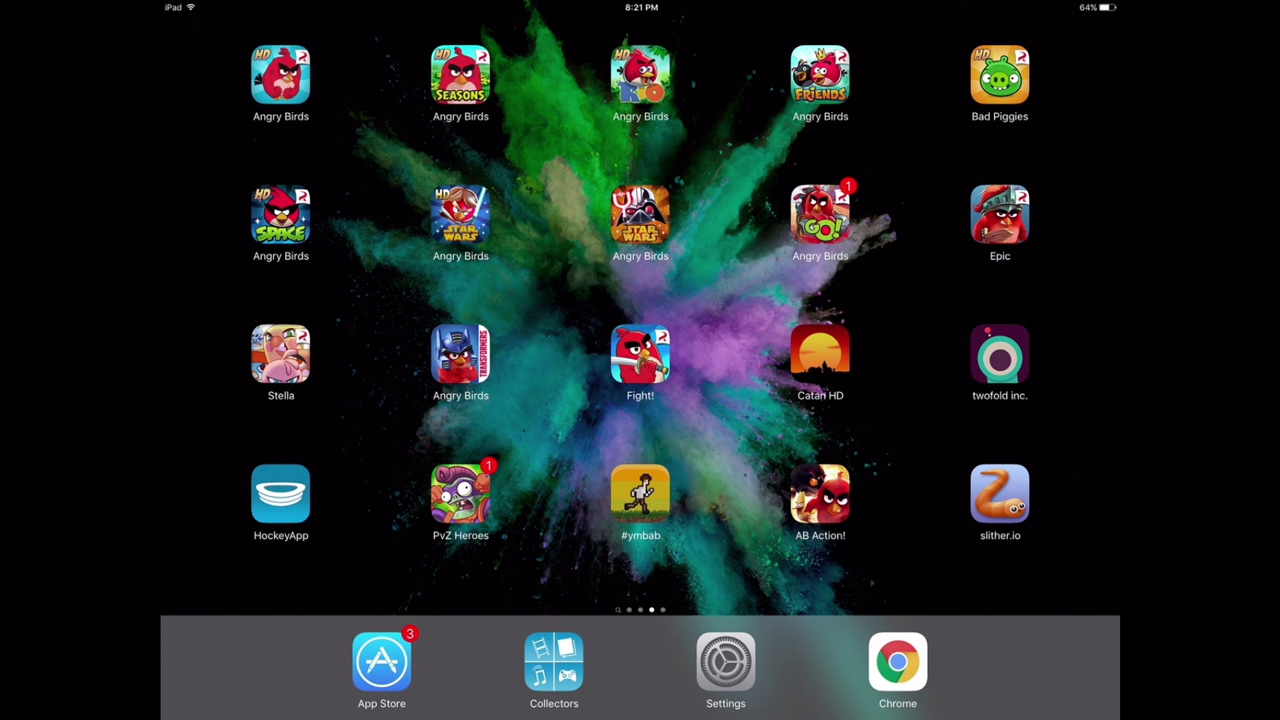 iPad
8:21 PM
64%
HD
HD
SEASONS
HD
RIO
FRIENDS
HD
Angry Birds
Angry Birds
Angry Birds
Angry Birds
Bad Piggies
HD
SPACE
HD
STAR WARS
STAR WARS
GO!
1
Angry Birds
Angry Birds
Angry Birds
Angry Birds
Epic
TRANSFORMERS
Stella
Angry Birds
Fight!
Catan HD
twofold inc.
1
HockeyApp
PvZ Heroes
#ymbab
AB Action!
slither.io
3
App Store
Collectors
Settings
Chrome